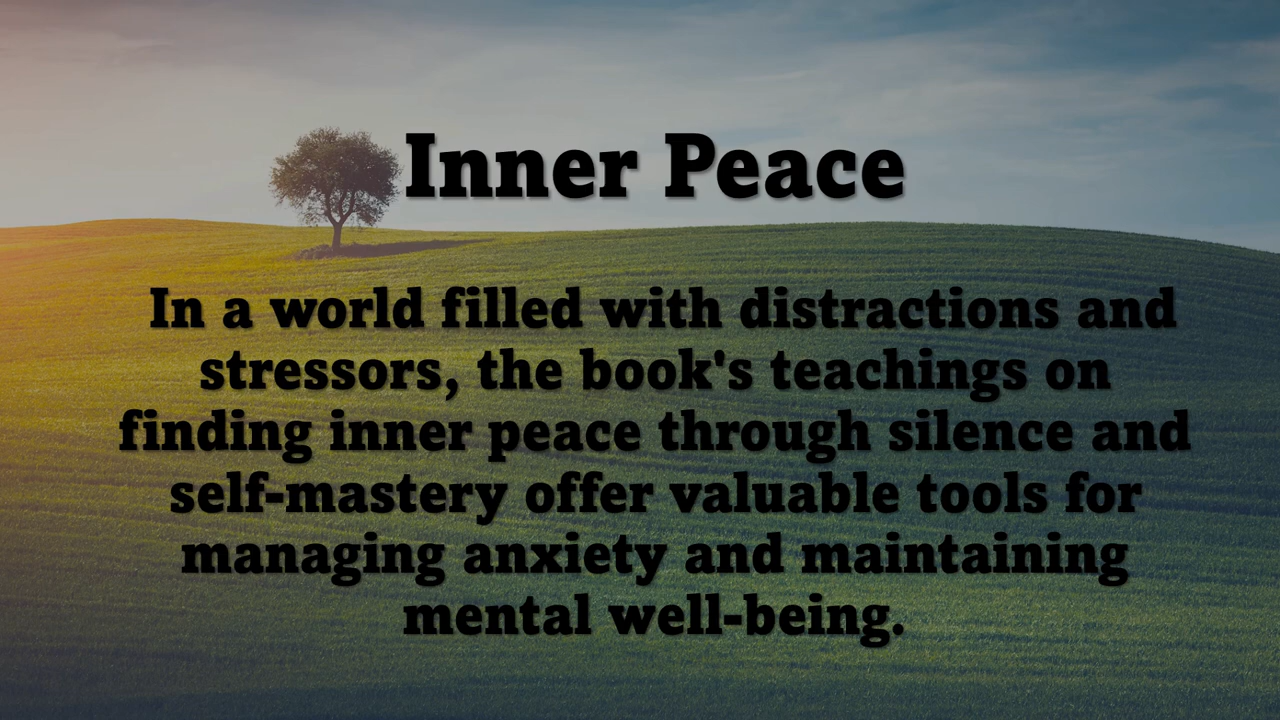 Inner Peace
In a world filled with distractions and
stressors, the book's teachings on
finding inner peace through silence and
self-mastery offer valuable tools for
managing anxiety and maintaining
mental well-being.